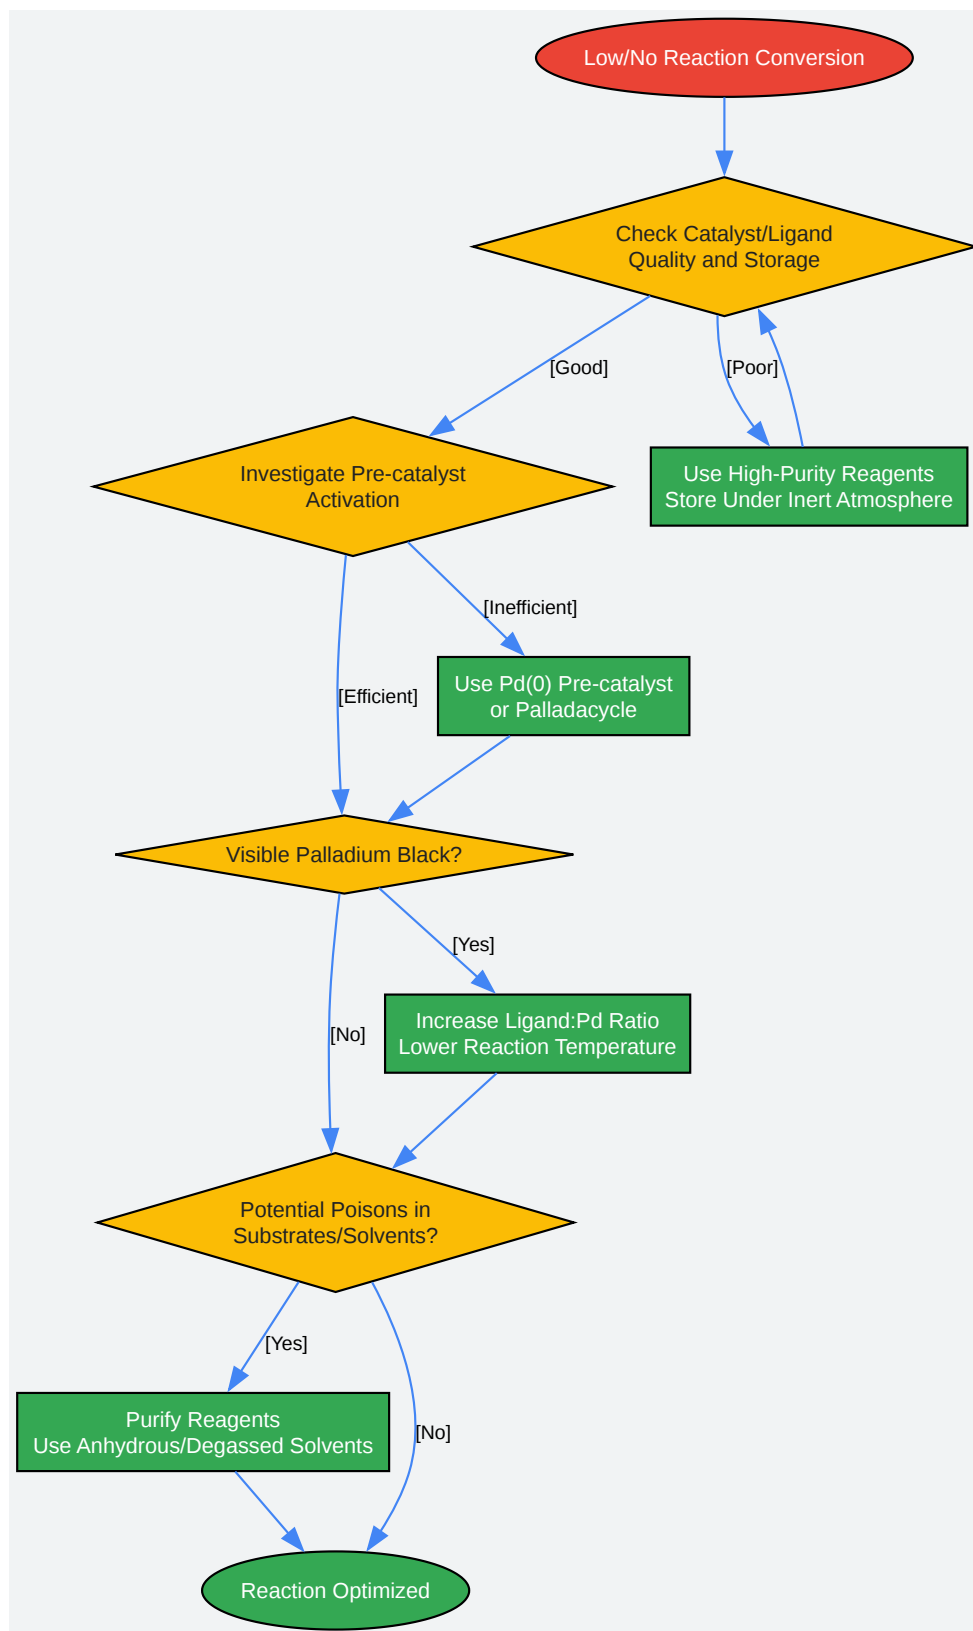 Low/No Reaction Conversion
Check Catalyst/Ligand
Quality and Storage
[Good]
[Poor]
Investigate Pre-catalyst
Activation
Use High-Purity Reagents
Store Under Inert Atmosphere
[Inefficient]
[Efficient]
Use Pd(0) Pre-catalyst
or Palladacycle
Visible Palladium Black?
[Yes]
[No]
Increase Ligand:Pd Ratio
Lower Reaction Temperature
Potential Poisons in
Substrates/Solvents?
[Yes]
[No]
Purify Reagents
Use Anhydrous/Degassed Solvents
Reaction Optimized